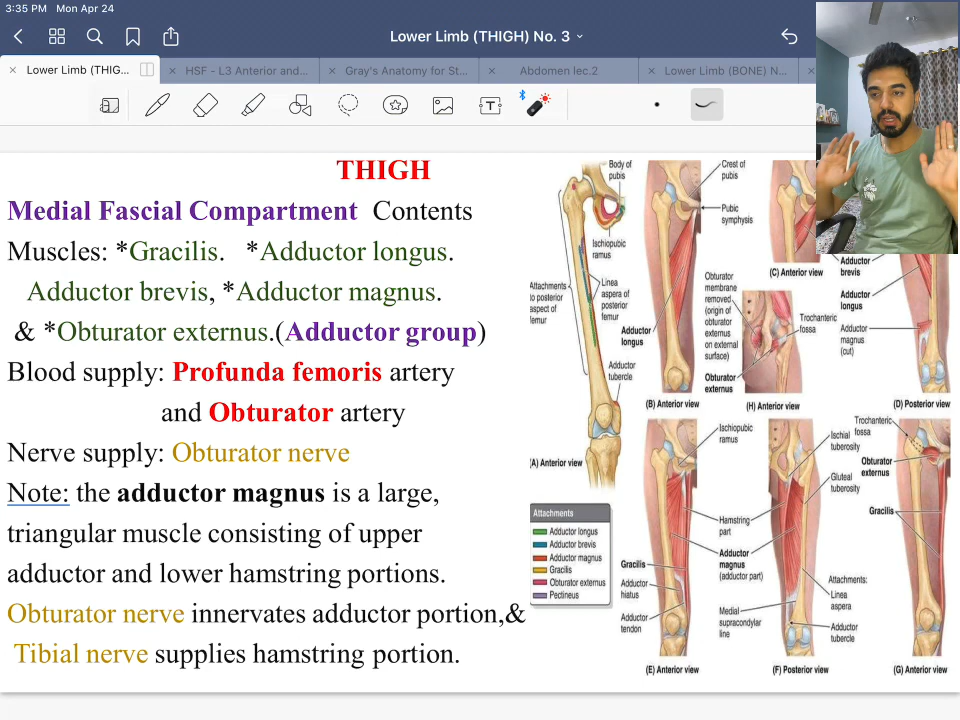 3:35 PM Mon Apr 24
Lower Limb (THIGH) No. 3
Lower Limb (THIG...
HSF - L3 Anterior and...
Gray's Anatomy for St...
Abdomen lec.2
Lower Limb (BONE) N...
THIGH
Medial Fascial Compartment Contents
Muscles: *Gracilis. *Adductor longus.
Adductor brevis, *Adductor magnus.
& *Obturator externus.(Adductor group)
Blood supply: Profunda femoris artery
and Obturator artery
Nerve supply: Obturator nerve
Note: the adductor magnus is a large,
triangular muscle consisting of upper
adductor and lower hamstring portions.
Obturator nerve innervates adductor portion,&
Tibial nerve supplies hamstring portion.
Body of
pubis
Ischiopubic
ramus
Attachments
to posterior
aspect of
femur
Linea
aspera of
posterior
femur
Adductor
tubercle
(A) Anterior view
Crest of
pubis
Pubic
symphysis
Adductor
longus
(B) Anterior view
(C) Anterior view
Obturator
membrane
removed
(origin of
obturator
externus
on external
surface)
Obturator
externus
Trochanteric
fossa
(H) Anterior view
Adductor
brevis
Adductor
longus
Adductor
magnus
(cut)
(D) Posterior view
Attachments
Adductor longus
Adductor brevis
Adductor magnus
Gracilis
Obturator externus
Pectineus
Ischiopubic
ramus
Hamstring
part
Adductor
magnus
(adductor part)
Gracilis
Adductor
hiatus
Adductor
tendon
Medial
supracondylar
line
(E) Anterior view
Ischial
tuberosity
Gluteal
tuberosity
Attachments:
Linea
aspera
Adductor
tubercle
(F) Posterior view
Trochanteric
fossa
Obturator
externus
Gracilis
(G) Anterior view